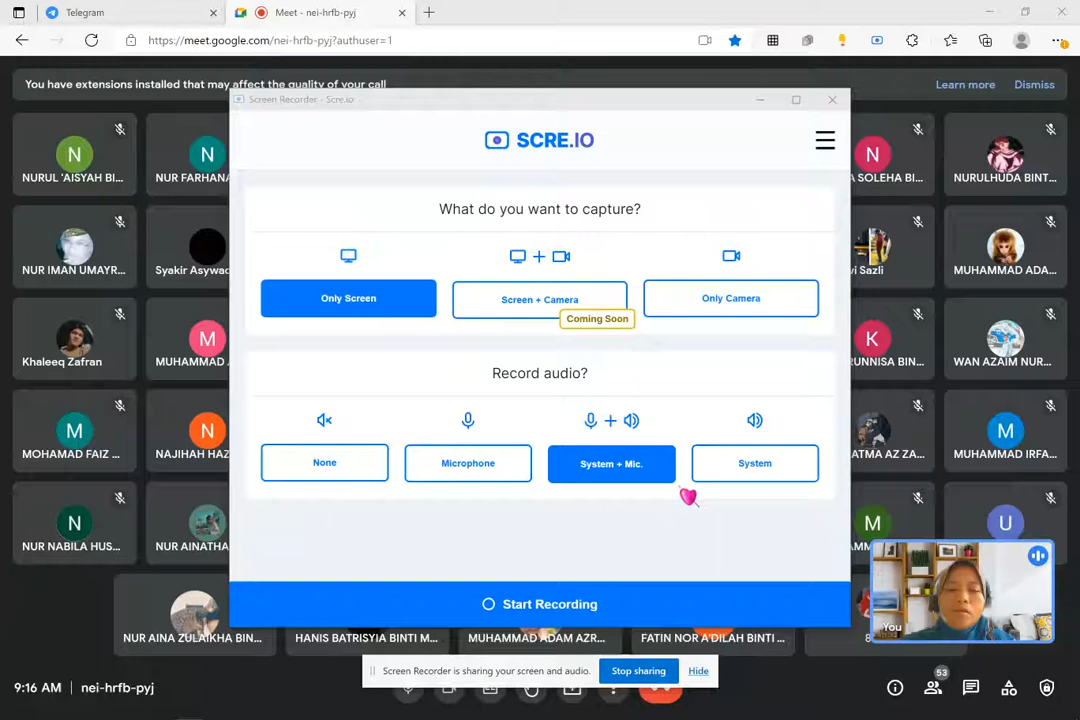 Telegram
Meet - nei-hrfb-pyj
https://meet.google.com/nei-hrfb-pyj?authuser=1
You have extensions installed that may affect the quality of your call
Learn more
Dismiss
Screen Recorder - Scre.io
SCRE.IO
What do you want to capture?
Only Screen
Screen + Camera
Only Camera
Coming Soon
Record audio?
None
Microphone
System + Mic.
System
Start Recording
N
NURUL 'AISYAH BI...
N
NUR FARHANA
N
SOLEHA BI...
NURULHUDA BINT...
NUR IMAN UMAYR...
Syakir Asywa
vi Sazli
MUHAMMAD ADA...
Khaleeq Zafran
M
MUHAMMAD
K
RUNNISA BIN...
WAN AZAIM NUR...
M
MOHAMAD FAIZ ...
N
NAJIHAH HAZ
ATMA AZ ZA...
M
MUHAMMAD IRFA...
N
NUR NABILA HUS...
NUR AINATHA
M
U
You
NUR AINA ZULAIKHA BIN...
HANIS BATRISYIA BINTI M...
MUHAMMAD ADAM AZR...
FATIN NOR A'DILAH BINTI ...
8
Screen Recorder is sharing your screen and audio.
Stop sharing
Hide
9:16 AM
nei-hrfb-pyj
53